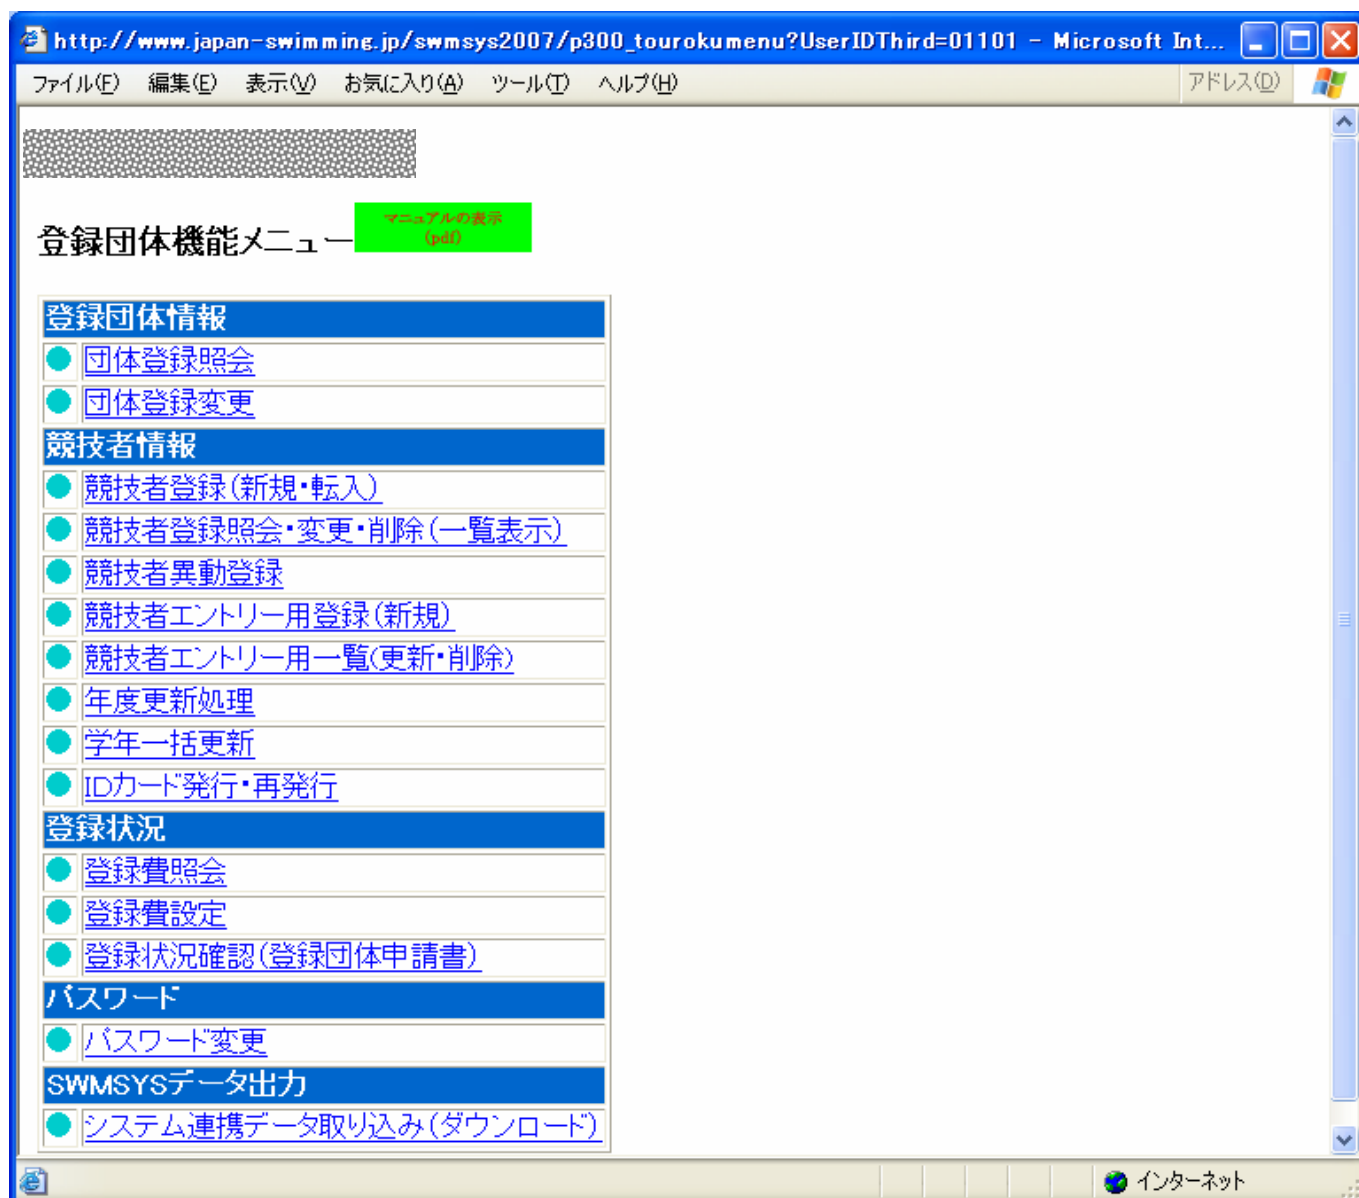 http://www.japan-swimming.jp/swmsys2007/p300_tourokumenu?UserIDThird=01101 - Microsoft Int...
ファイル(F) 編集(E) 表示(V) お気に入り(A) ツール(T) ヘルプ(H) アドレス(D)
マニュアルの表示
(pdf)
登録団体機能メニュー
登録団体情報
団体登録照会
団体登録変更
競技者情報
競技者登録(新規・転入)
競技者登録照会・変更・削除(一覧表示)
競技者異動登録
競技者エントリー用登録(新規)
競技者エントリー用一覧(更新・削除)
年度更新処理
学年一括更新
IDカード発行・再発行
登録状況
登録費照会
登録費設定
登録状況確認(登録団体申請書)
パスワード
パスワード変更
SWMSYSデータ出力
システム連携データ取り込み(ダウンロード)
インターネット